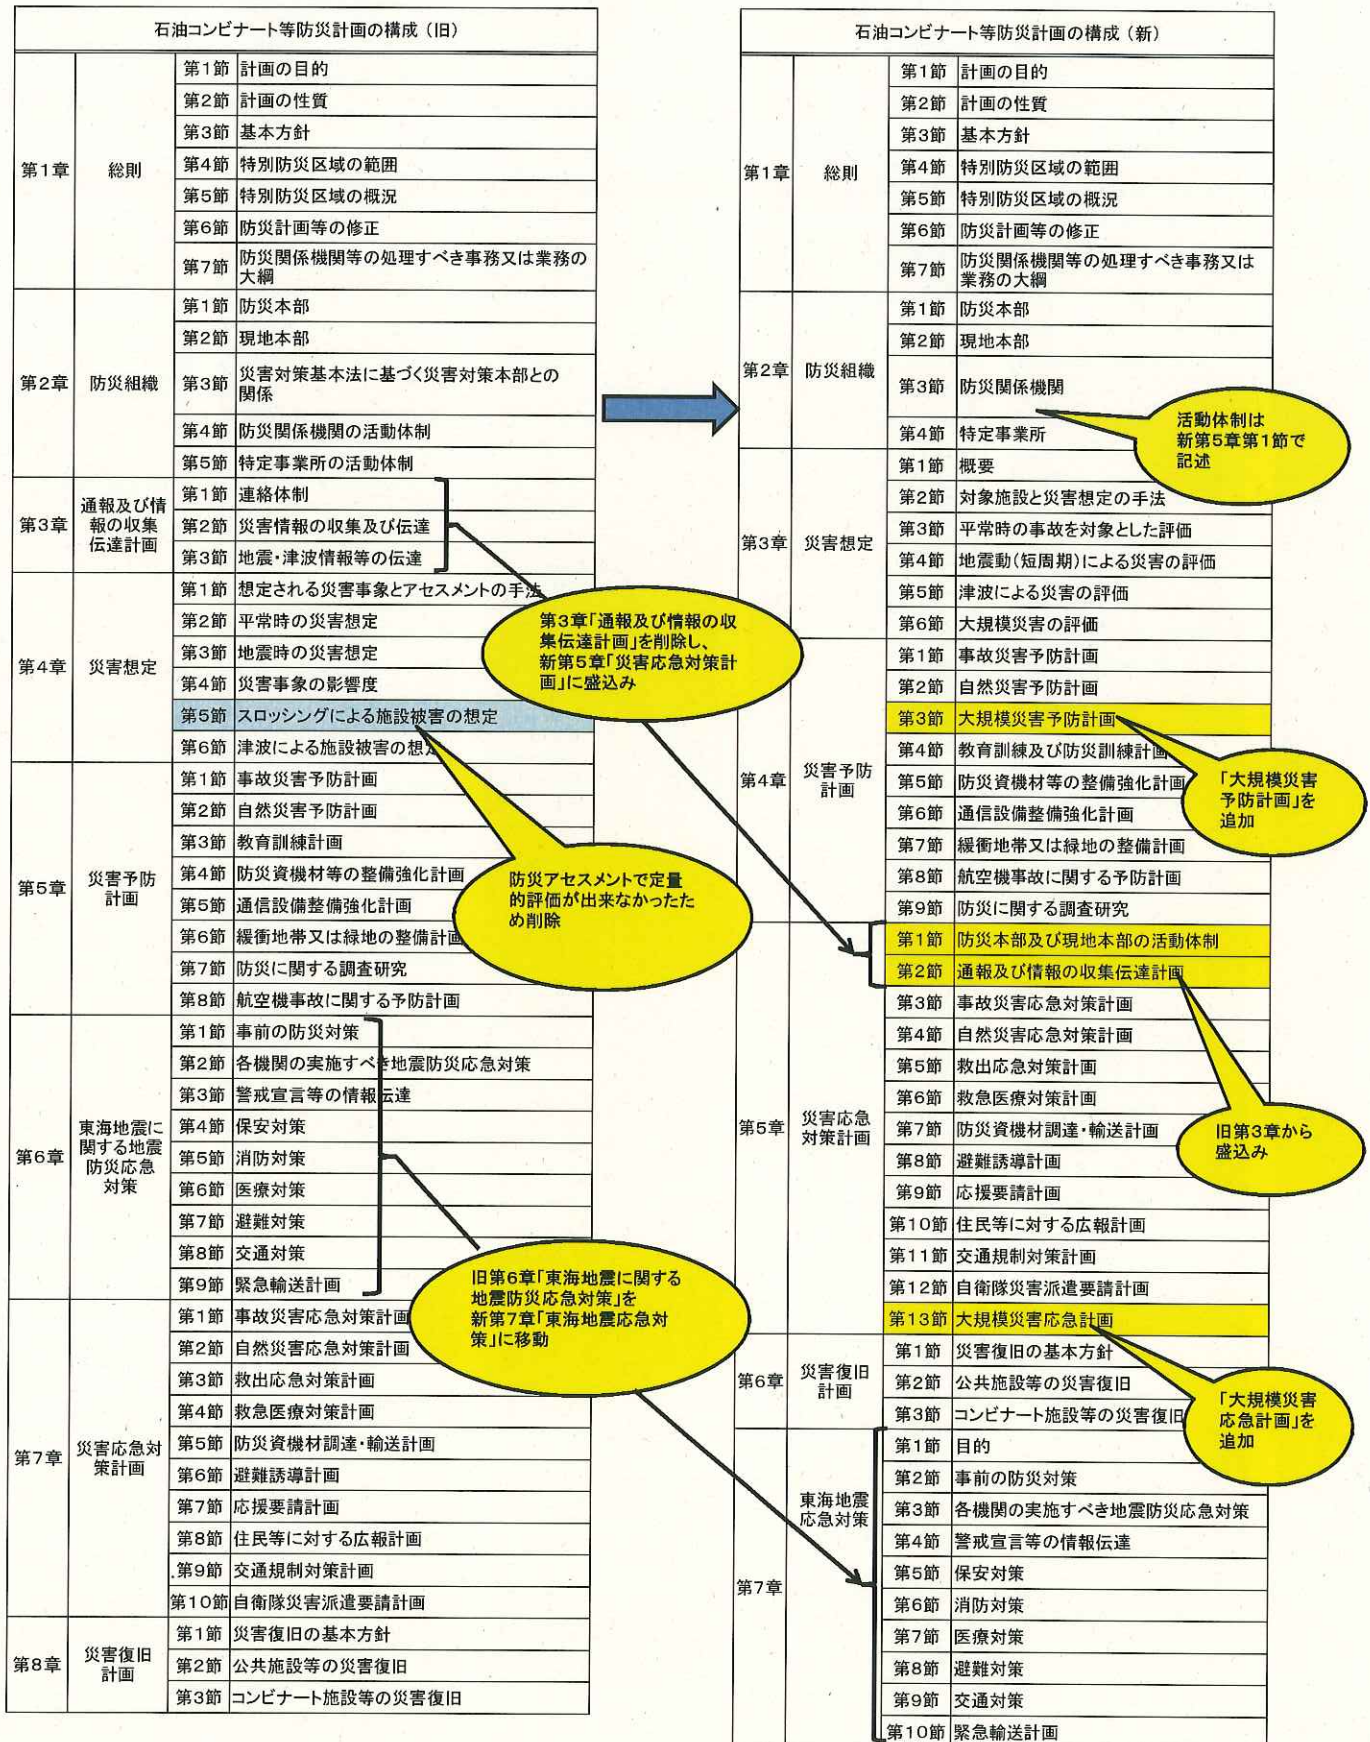 石油コンビナート等防災計画の構成(旧)
第1章
総則
第1節 計画の目的
第2節 計画の性質
第3節 基本方針
第4節 特別防災区域の範囲
第5節 特別防災区域の概況
第6節 防災計画等の修正
第7節 防災関係機関等の処理すべき事務又は業務の
大綱
第2章
防災組織
第1節 防災本部
第2節 現地本部
第3節 災害対策基本法に基づく災害対策本部との
関係
第4節 防災関係機関の活動体制
第5節 特定事業所の活動体制
第3章
通報及び情
報の収集
伝達計画
第1節 連絡体制
第2節 災害情報の収集及び伝達
第3節 地震・津波情報等の伝達
第4章
災害想定
第1節 想定される災害事象とアセスメントの手法
第2節 平常時の災害想定
第3節 地震時の災害想定
第4節 災害事象の影響度
第5節 スロッシングによる施設被害の想定
第6節 津波による施設被害の想定
第5章
災害予防
計画
第1節 事故災害予防計画
第2節 自然災害予防計画
第3節 教育訓練計画
第4節 防災資機材等の整備強化計画
第5節 通信設備整備強化計画
第6節 緩衝地帯又は緑地の整備計画
第7節 防災に関する調査研究
第8節 航空機事故に関する予防計画
第6章
東海地震に
関する地震
防災応急
対策
第1節 事前の防災対策
第2節 各機関の実施すべき地震防災応急対策
第3節 警戒宣言等の情報伝達
第4節 保安対策
第5節 消防対策
第6節 医療対策
第7節 避難対策
第8節 交通対策
第9節 緊急輸送計画
第7章
災害応急対
策計画
第1節 事故災害応急対策計画
第2節 自然災害応急対策計画
第3節 救出応急対策計画
第4節 救急医療対策計画
第5節 防災資機材調達・輸送計画
第6節 避難誘導計画
第7節 応援要請計画
第8節 住民等に対する広報計画
第9節 交通規制対策計画
第10節 自衛隊災害派遣要請計画
第8章
災害復旧
計画
第1節 災害復旧の基本方針
第2節 公共施設等の災害復旧
第3節 コンビナート施設等の災害復旧
第3章「通報及び情報の収
集伝達計画」を削除し、
新第5章「災害応急対策計
画」に盛込み
防災アセスメントで定量
的評価が出来なかったた
め削除
旧第6章「東海地震に関する
地震防災応急対策」を
新第7章「東海地震応急対
策」に移動
石油コンビナート等防災計画の構成(新)
第1章
総則
第1節 計画の目的
第2節 計画の性質
第3節 基本方針
第4節 特別防災区域の範囲
第5節 特別防災区域の概況
第6節 防災計画等の修正
第7節 防災関係機関等の処理すべき事務又は
業務の大綱
第2章
防災組織
第1節 防災本部
第2節 現地本部
第3節 防災関係機関
第4節 特定事業所
第3章
災害想定
第1節 概要
第2節 対象施設と災害想定の手法
第3節 平常時の事故を対象とした評価
第4節 地震動(短周期)による災害の評価
第5節 津波による災害の評価
第6節 大規模災害の評価
第4章
災害予防
計画
第1節 事故災害予防計画
第2節 自然災害予防計画
第3節 大規模災害予防計画
第4節 教育訓練及び防災訓練計画
第5節 防災資機材等の整備強化計画
第6節 通信設備整備強化計画
第7節 緩衝地帯又は緑地の整備計画
第8節 航空機事故に関する予防計画
第9節 防災に関する調査研究
第5章
災害応急
対策計画
第1節 防災本部及び現地本部の活動体制
第2節 通報及び情報の収集伝達計画
第3節 事故災害応急対策計画
第4節 自然災害応急対策計画
第5節 救出応急対策計画
第6節 救急医療対策計画
第7節 防災資機材調達・輸送計画
第8節 避難誘導計画
第9節 応援要請計画
第10節 住民等に対する広報計画
第11節 交通規制対策計画
第12節 自衛隊災害派遣要請計画
第13節 大規模災害応急計画
第6章
災害復旧
計画
第1節 災害復旧の基本方針
第2節 公共施設等の災害復旧
第3節 コンビナート施設等の災害復旧
第7章
東海地震
応急対策
第1節 目的
第2節 事前の防災対策
第3節 各機関の実施すべき地震防災応急対策
第4節 警戒宣言等の情報伝達
第5節 保安対策
第6節 消防対策
第7節 医療対策
第8節 避難対策
第9節 交通対策
第10節 緊急輸送計画
活動体制は
新第5章第1節で
記述
「大規模災害
予防計画」を
追加
旧第3章から
盛込み
「大規模災害
応急計画」を
追加